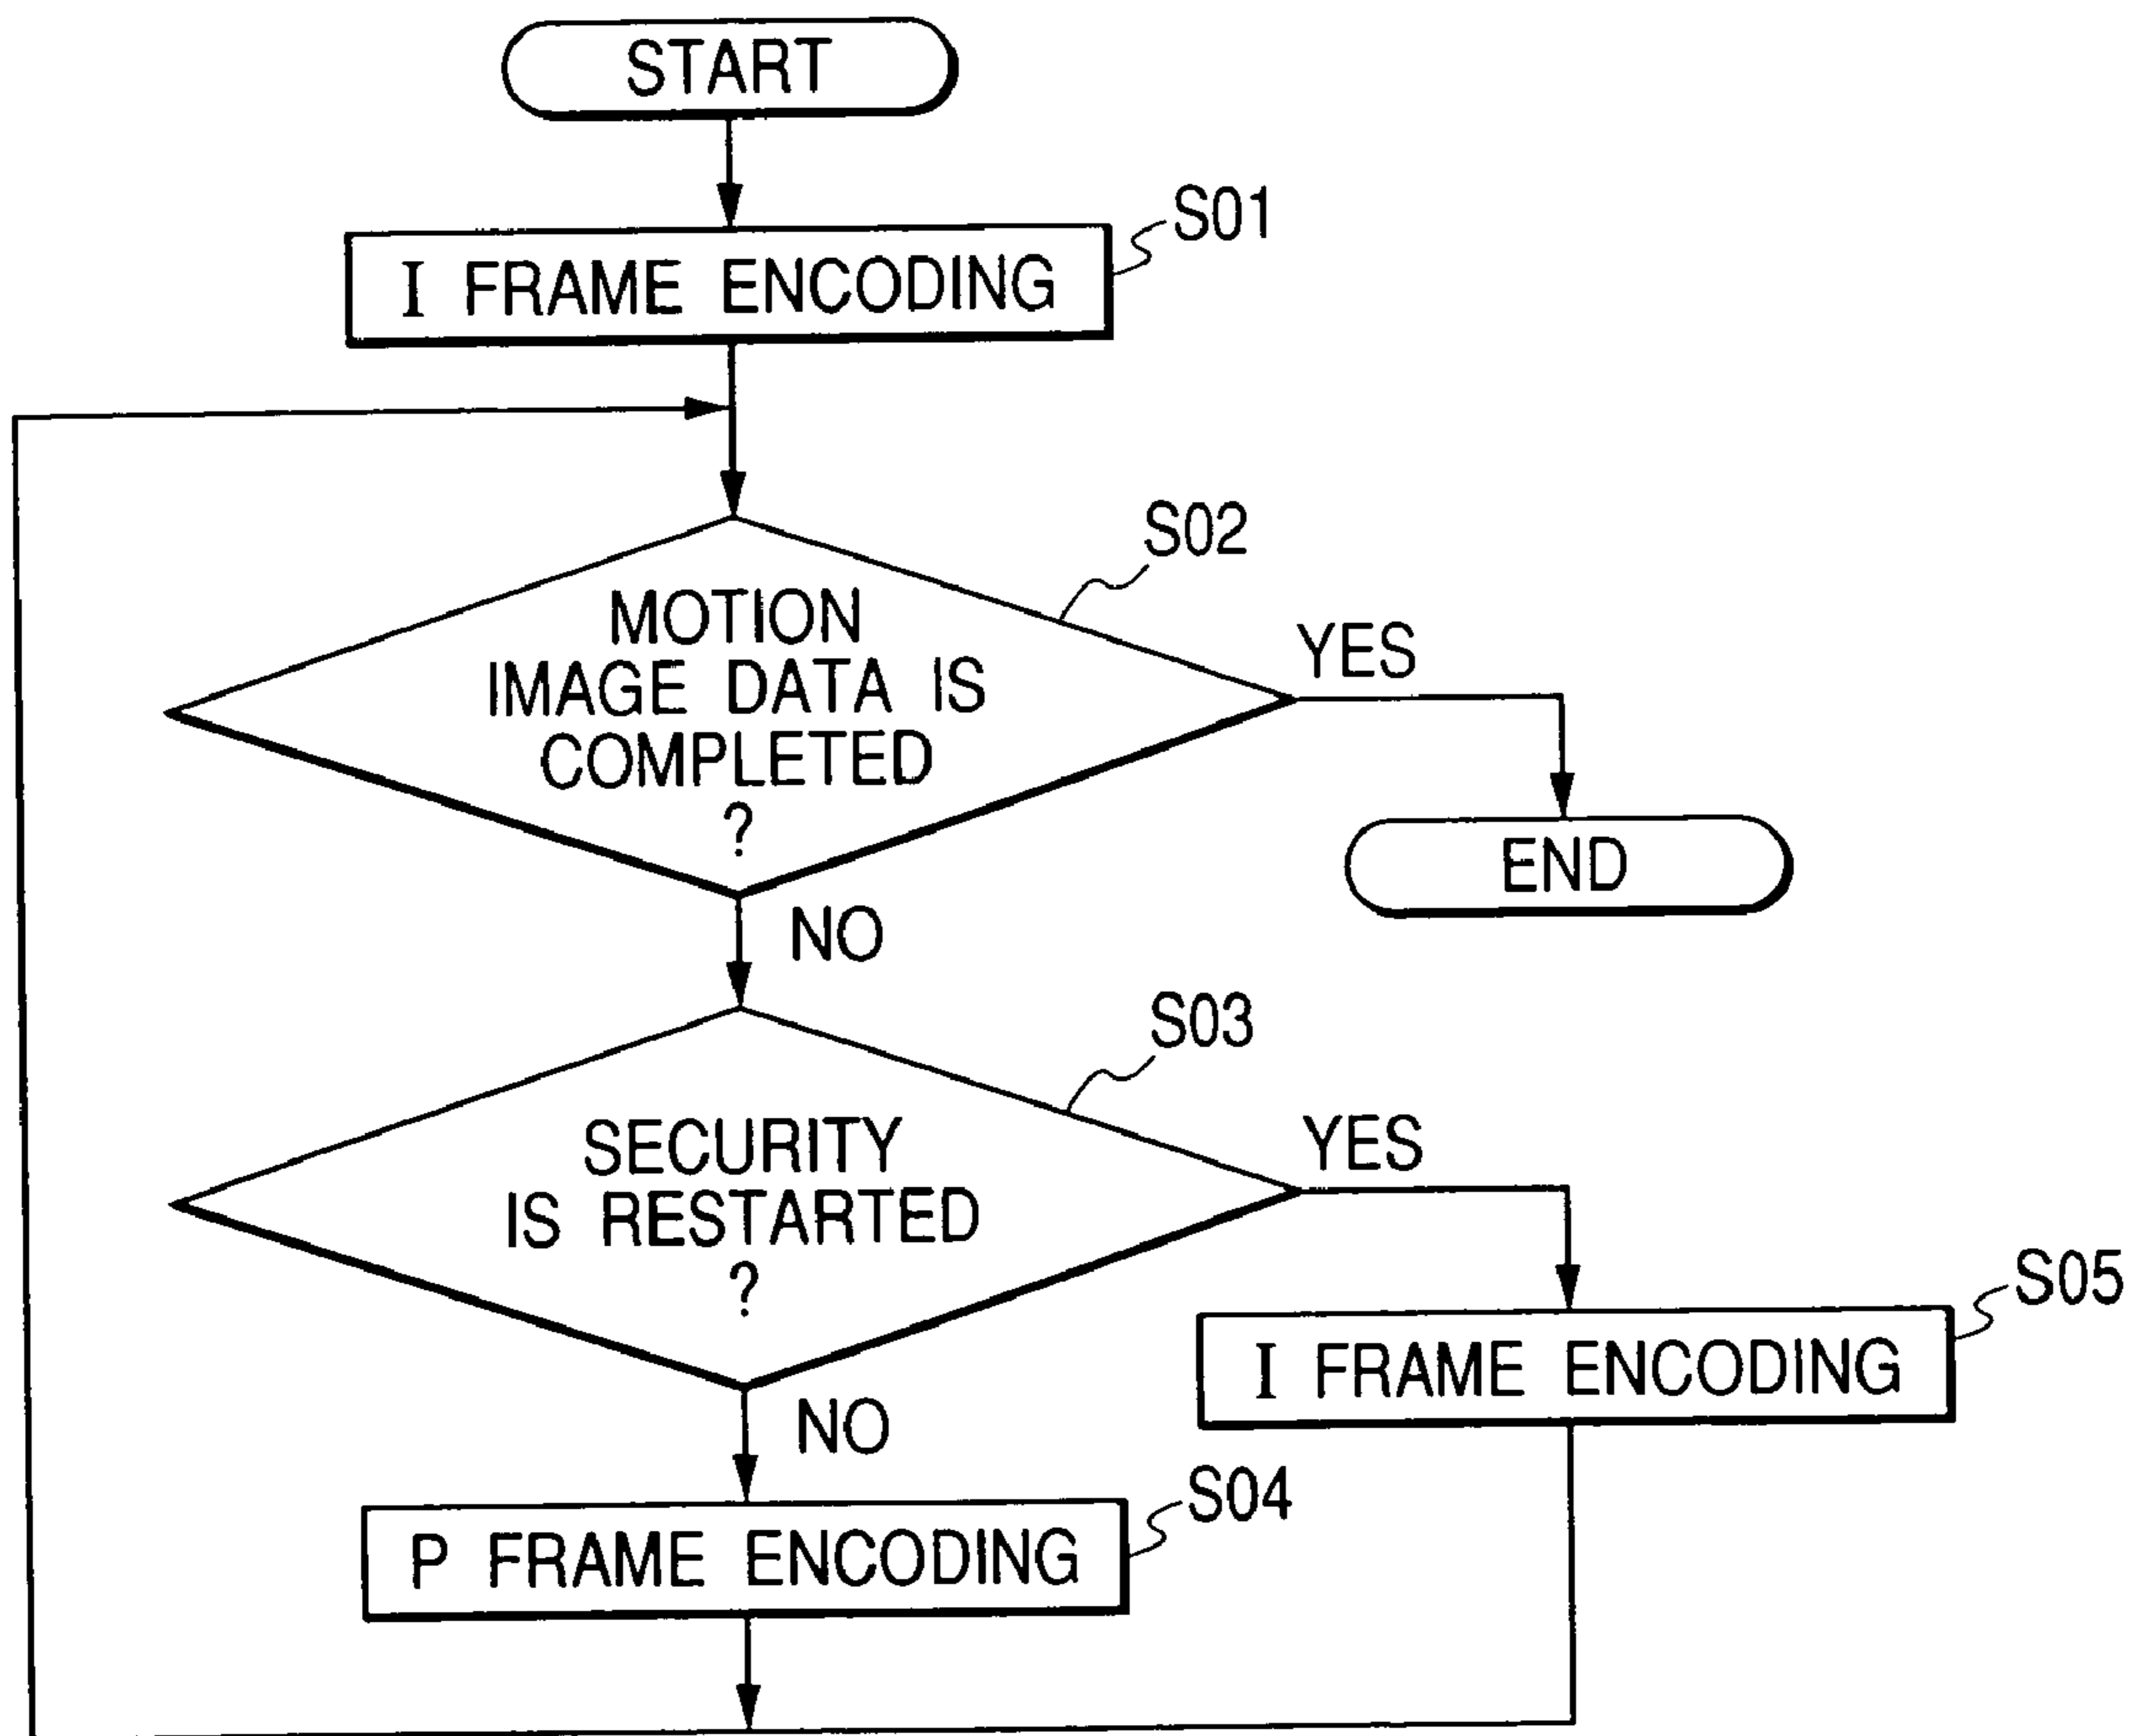 START
S01
I FRAME ENCODING
S02
MOTION
IMAGE DATA IS
COMPLETED
?
YES
END
NO
S03
SECURITY
IS RESTARTED
?
YES
S05
I FRAME ENCODING
NO
S04
P FRAME ENCODING